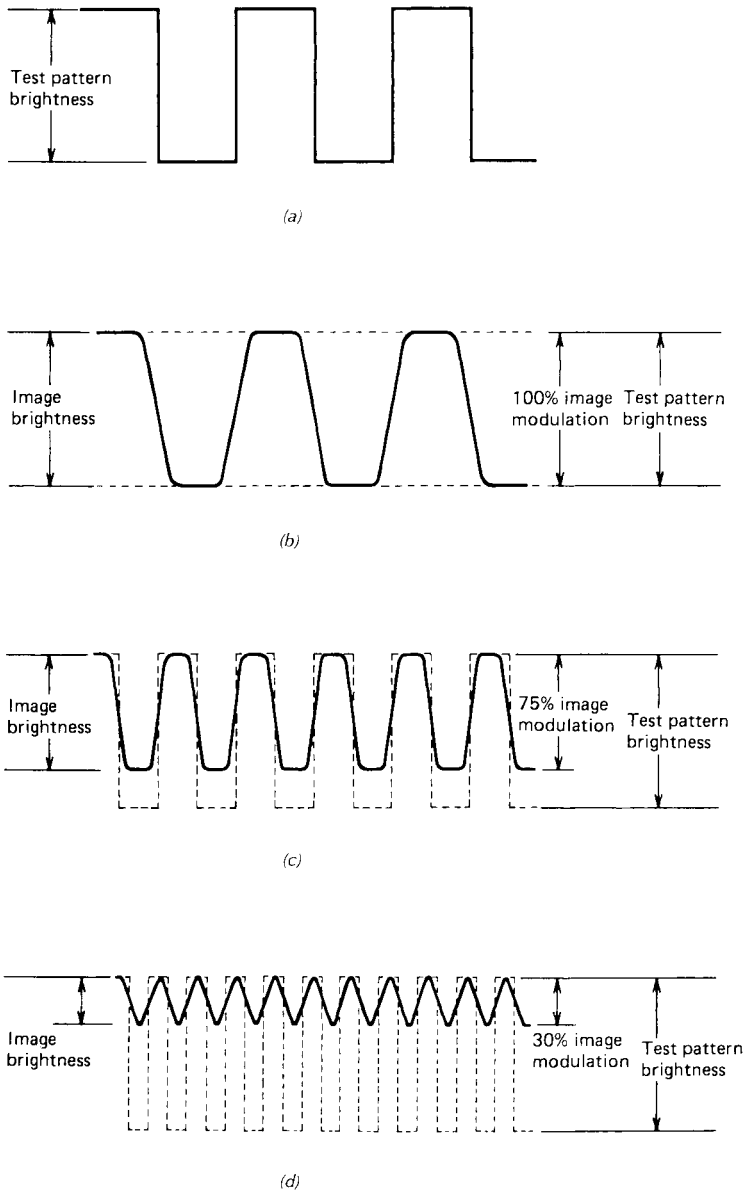 Test pattern
brightness
(a)
Image
brightness
100% image
modulation
Test pattern
brightness
(b)
Image
brightness
75% image
modulation
Test pattern
brightness
(c)
Image
brightness
30% image
modulation
Test pattern
brightness
(d)